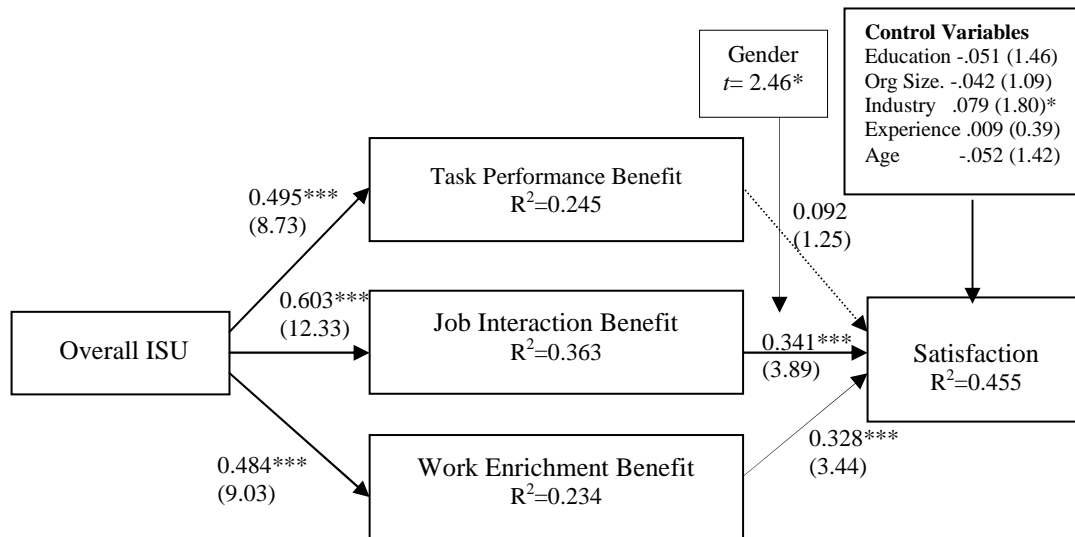 Gender
t= 2.46*
Control Variables
Education -.051 (1.46)
Org Size. -.042 (1.09)
Industry .079 (1.80)*
Experience .009 (0.39)
Age -.052 (1.42)
Task Performance Benefit
R²=0.245
0.495***
(8.73)
0.092
(1.25)
Overall ISU
0.603***
(12.33)
Job Interaction Benefit
R²=0.363
0.341***
(3.89)
Satisfaction
R²=0.455
0.484***
(9.03)
Work Enrichment Benefit
R²=0.234
0.328***
(3.44)